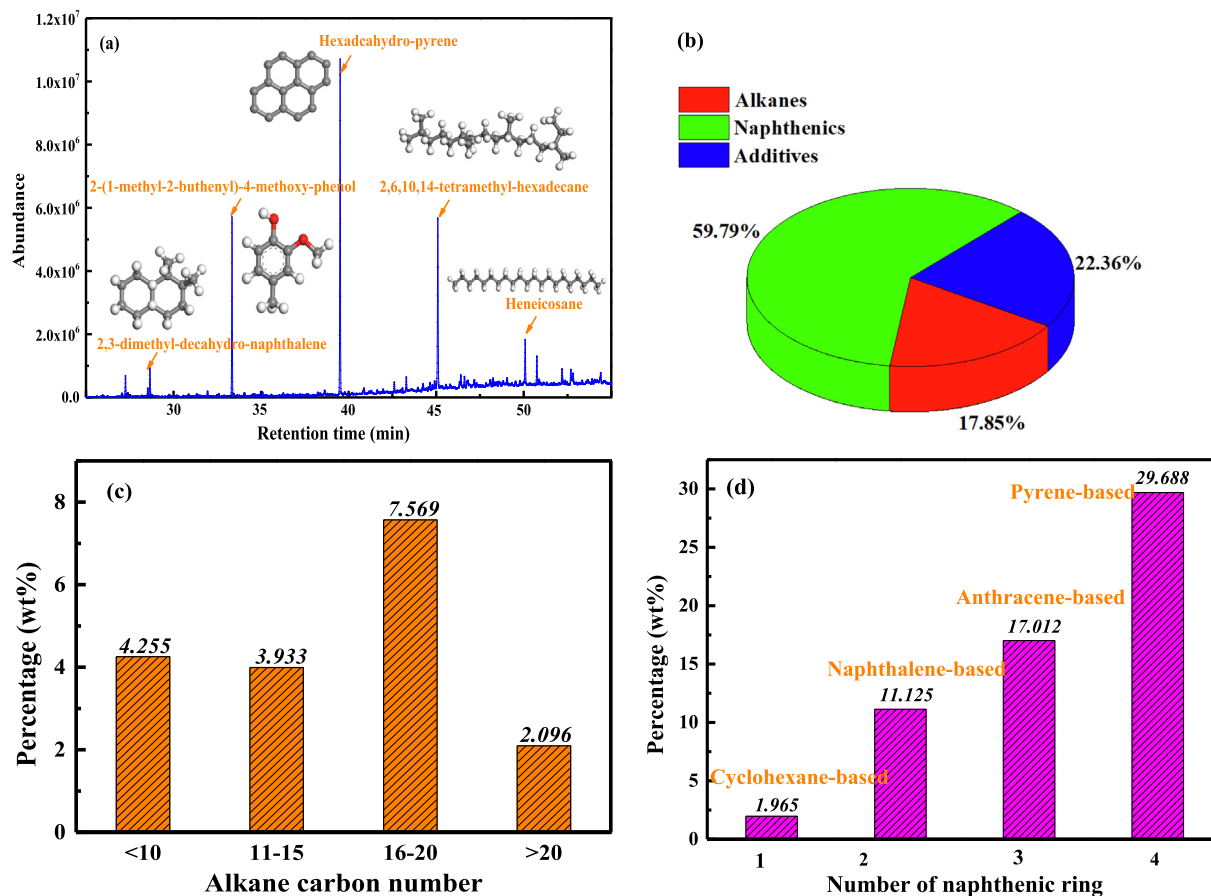 (a)
1.2x10⁷
1.0x10⁷
8.0x10⁶
6.0x10⁶
4.0x10⁶
2.0x10⁶
0.0
Abundance
Hexadcahydro-pyrene
2-(1-methyl-2-buthenyl)-4-methoxy-phenol
2,6,10,14-tetramethyl-hexadecane
Heneicosane
2,3-dimethyl-decahydro-naphthalene
30 35 40 45 50
Retention time (min)
(b)
Alkanes
Naphthenics
Additives
59.79%
22.36%
17.85%
(c)
8
6
4
2
0
Percentage (wt%)
4.255
3.933
7.569
2.096
<10 11-15 16-20 >20
Alkane carbon number
(d)
30
25
20
15
10
5
0
Percentage (wt%)
Pyrene-based
29.688
Anthracene-based
17.012
Naphthalene-based
11.125
Cyclohexane-based
1.965
1 2 3 4
Number of naphthenic ring